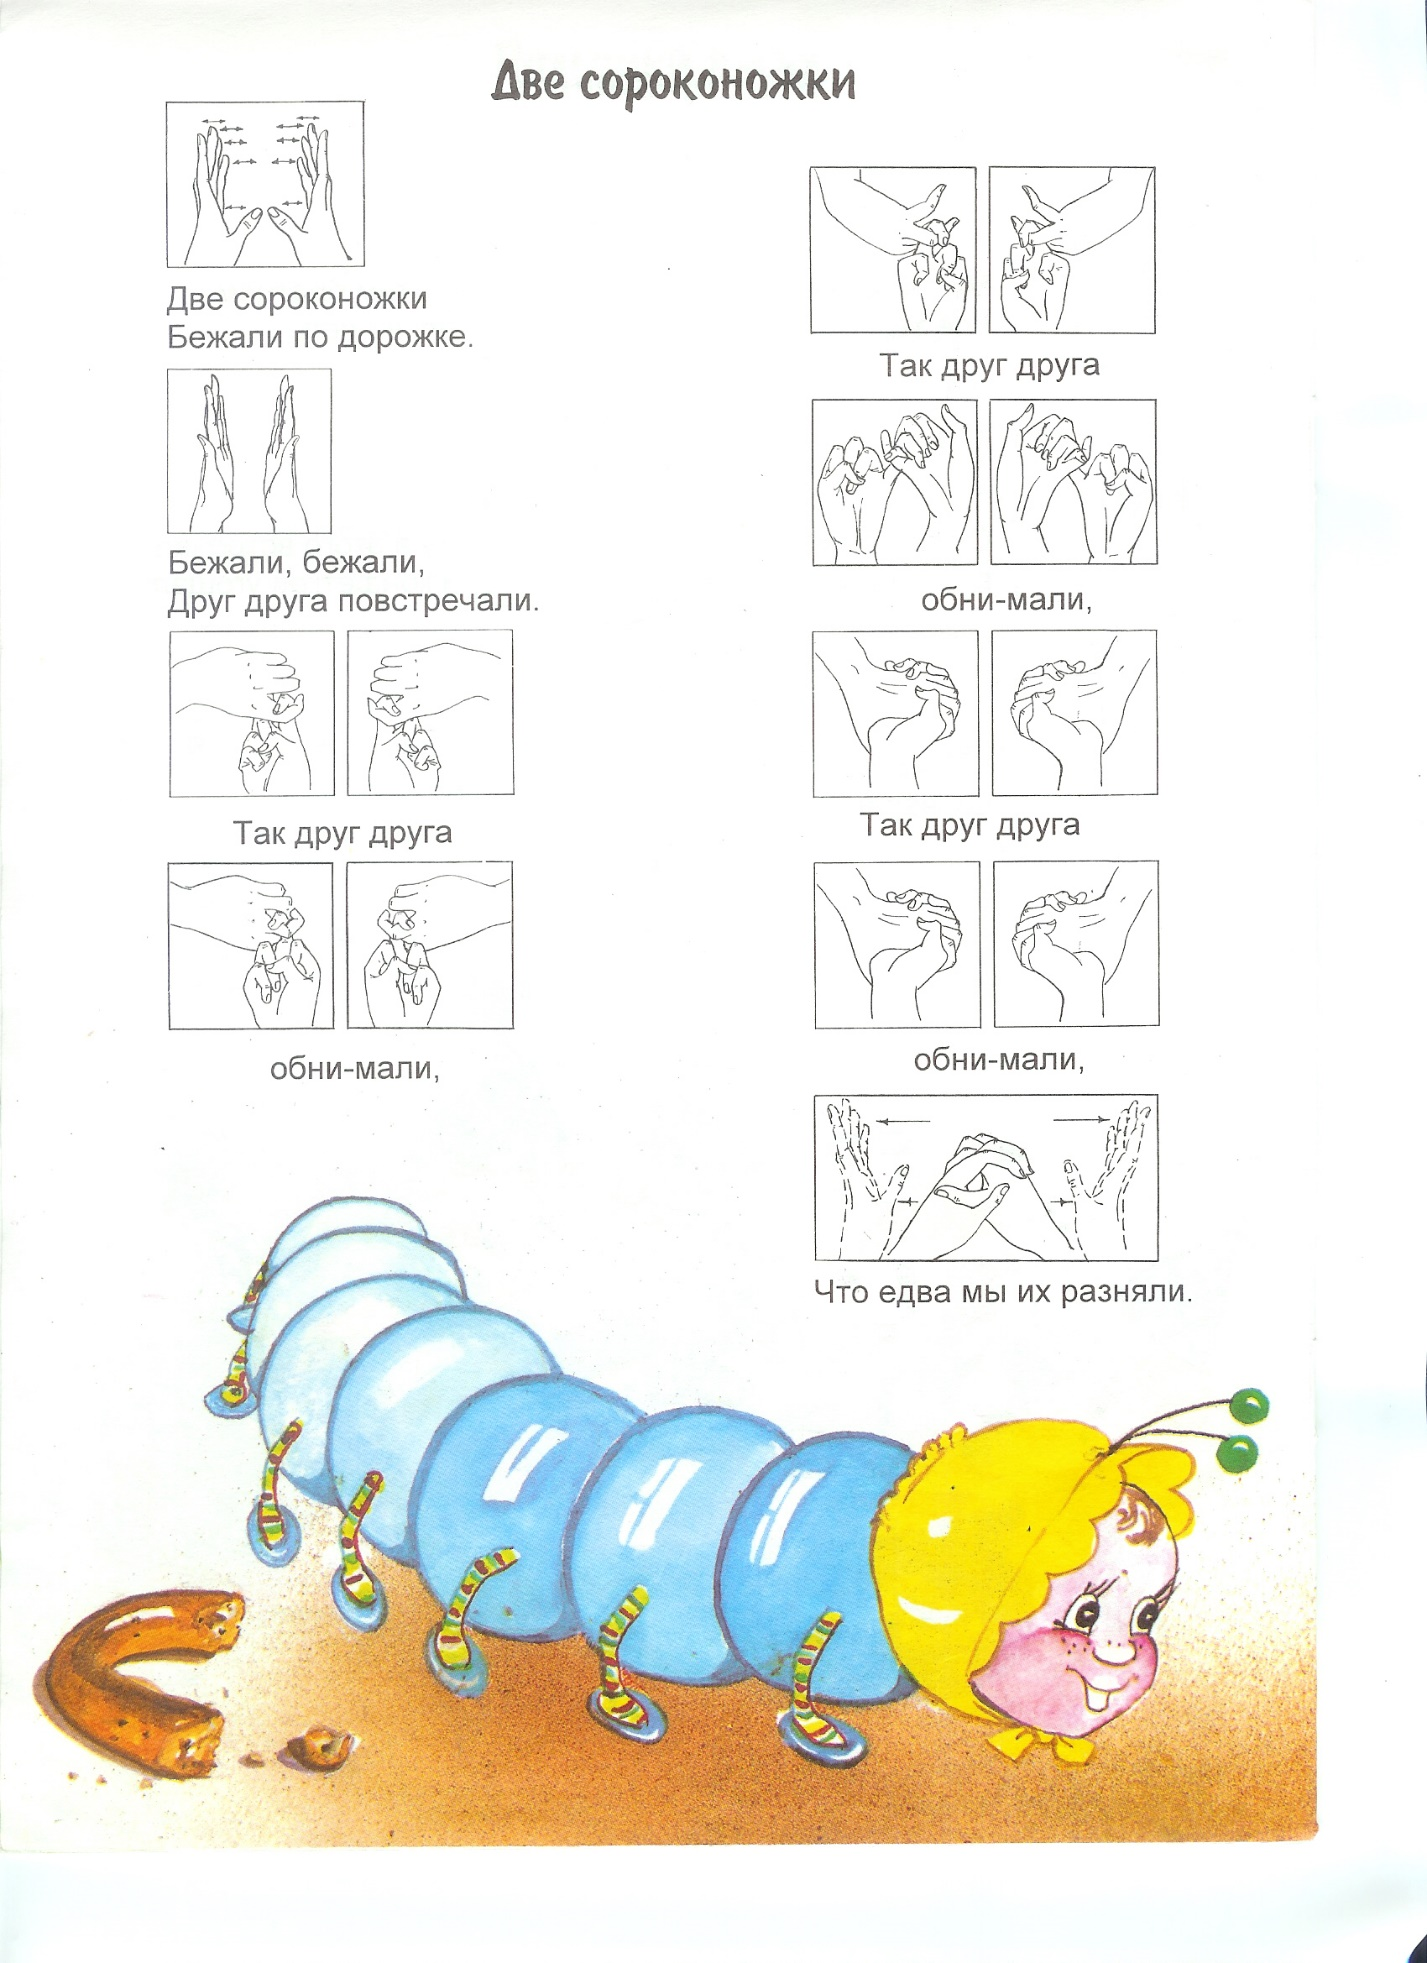 Две сороконожки
Две сороконожки
Бежали по дорожке.
Бежали, бежали,
Друг друга повстречали.
Так друг друга
обни-мали,
Так друг друга
обни-мали,
Так друг друга
обни-мали,
Что едва мы их разняли.